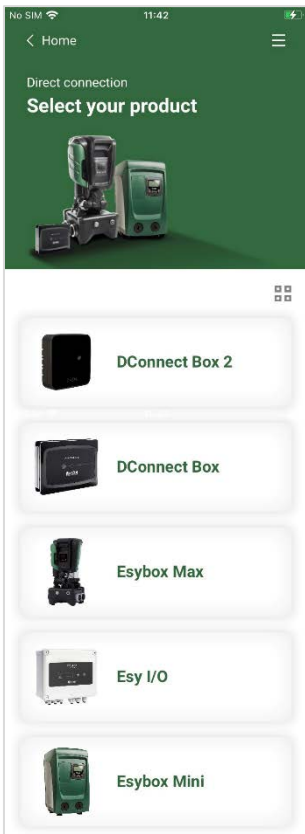 No SIM 11:42
Home
Direct connection
Select your product
DConnect Box 2
DConnect Box
Esybox Max
Esy I/O
Esybox Mini